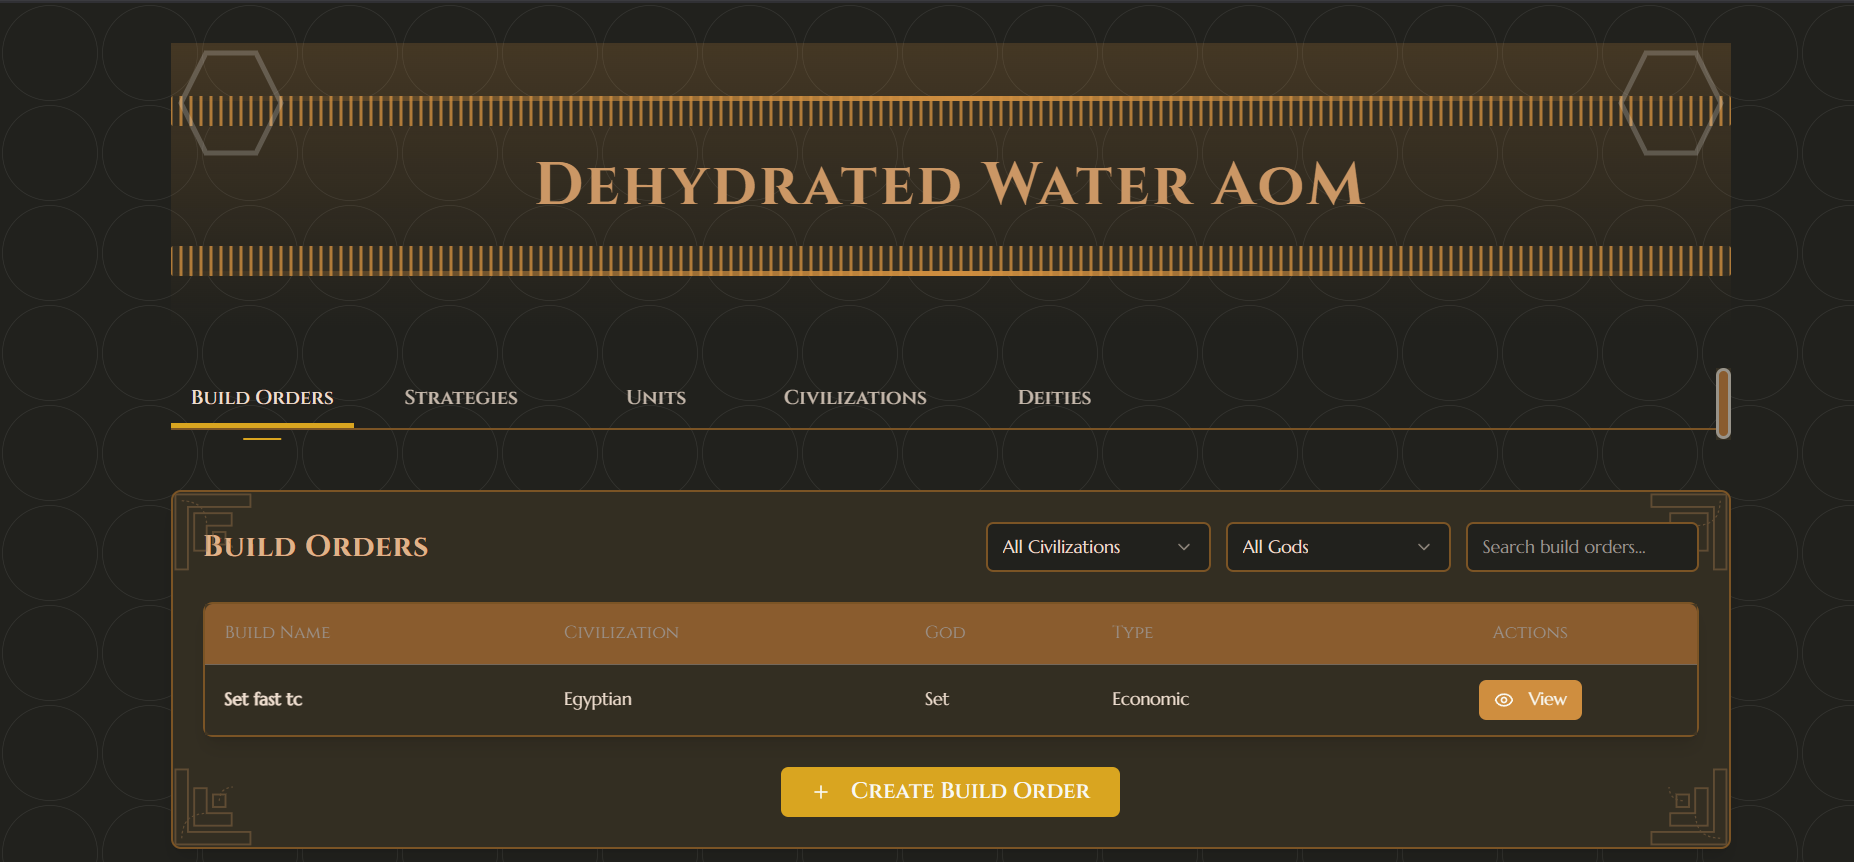 Dehydrated Water AoM
Build Orders Strategies Units Civilizations Deities
Build Orders All Civilizations All Gods Search build orders...
Build Name Civilization God Type Actions
Set fast tc Egyptian Set Economic View
+ Create Build Order